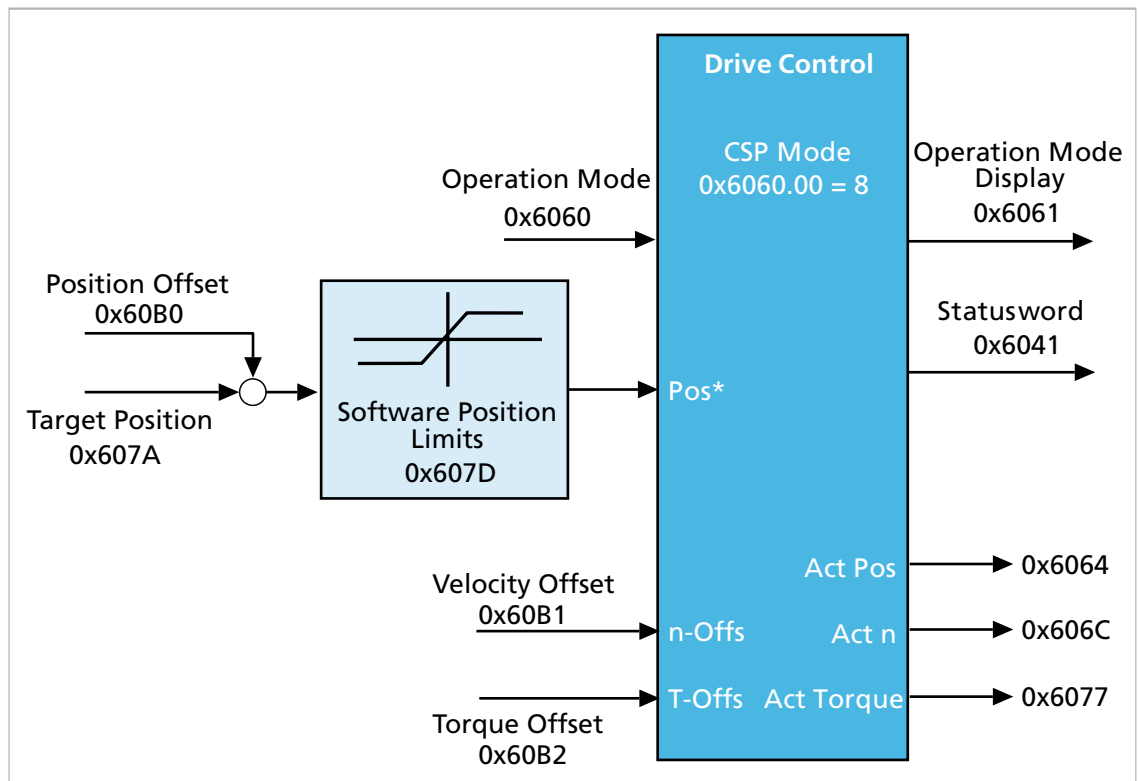 Drive Control
CSP Mode
0x6060.00 = 8
Operation Mode
0x6060
Operation Mode
Display
0x6061
Position Offset
0x60B0
Statusword
0x6041
Target Position
0x607A
Software Position
Limits
0x607D
Pos*
Velocity Offset
0x60B1
n-Offs
Torque Offset
0x60B2
T-Offs
Act Pos
0x6064
Act n
0x606C
Act Torque
0x6077